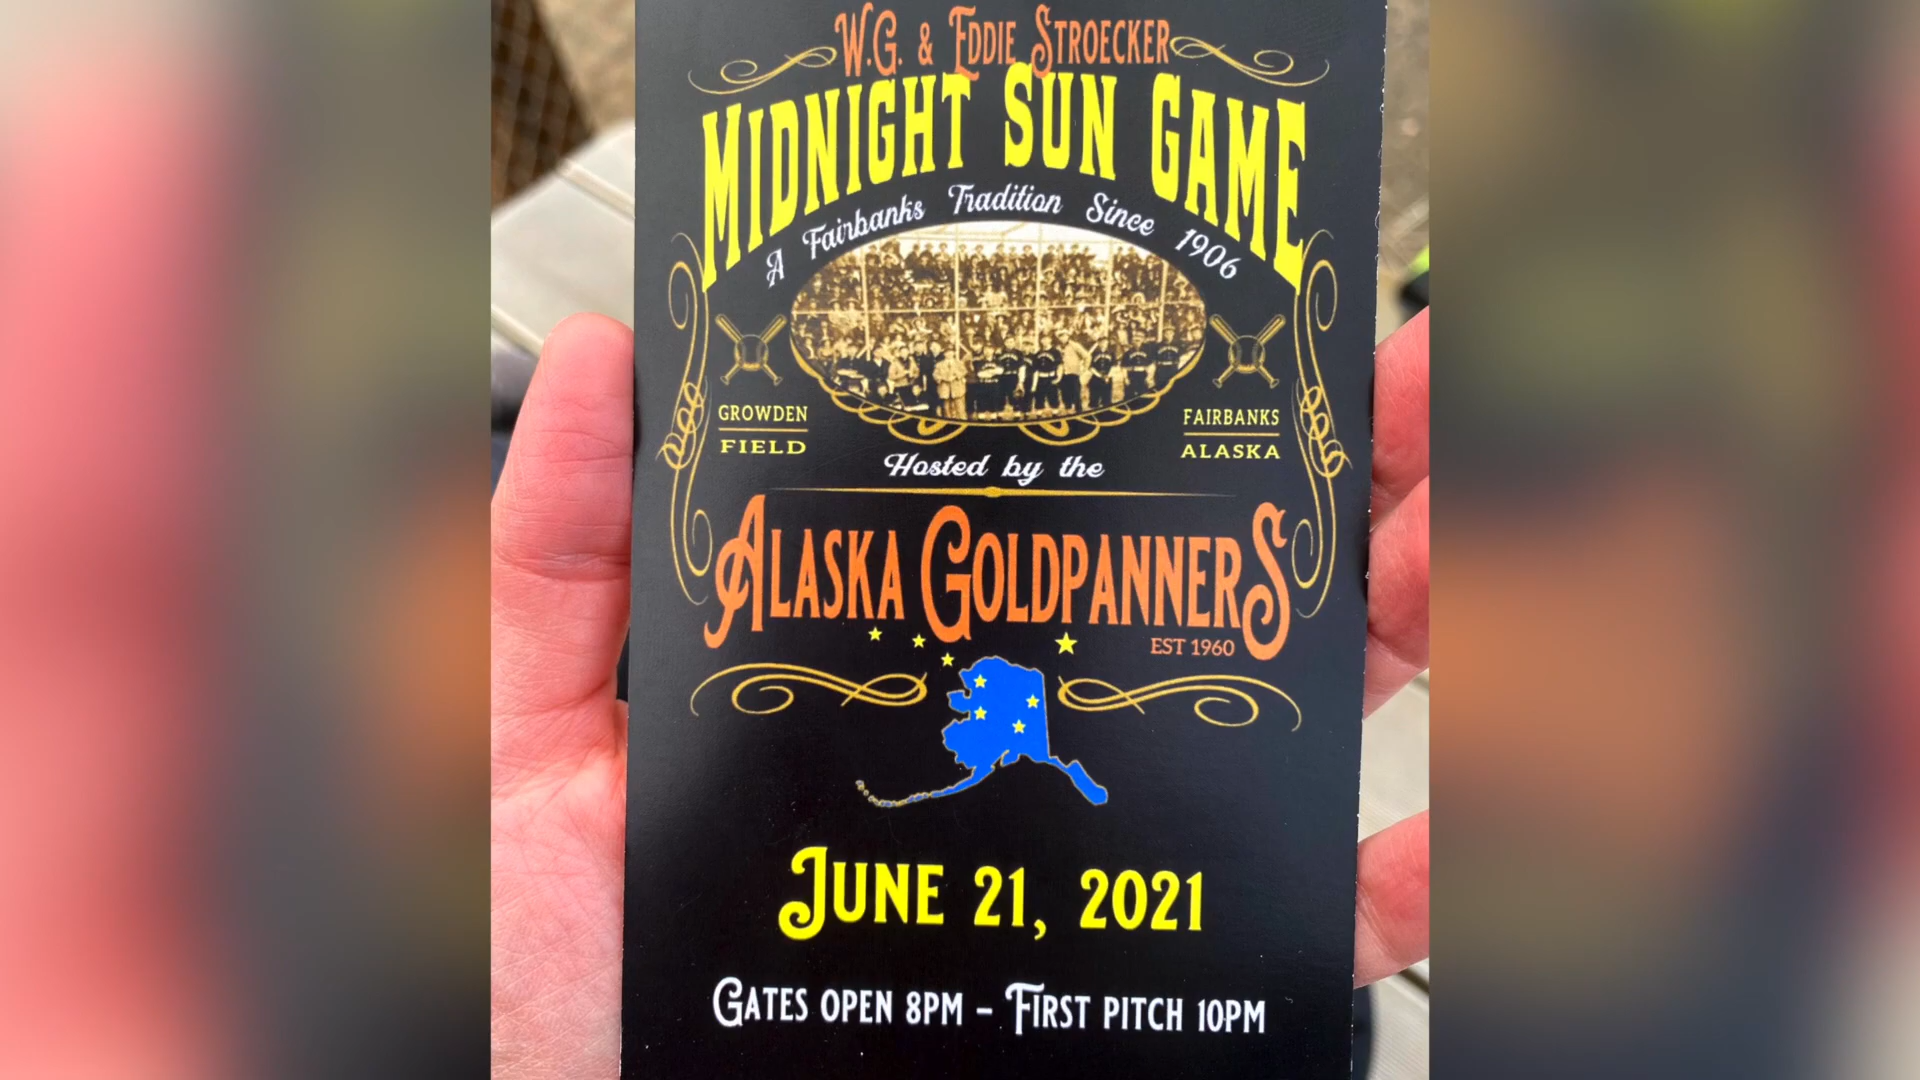 W.G. & Eddie Stroecker
Midnight Sun Game
A Fairbanks Tradition Since 1906
GROWDEN
FIELD
FAIRBANKS
ALASKA
Hosted by the
Alaska GoldpannerS
EST 1960
June 21, 2021
Gates open 8pm – First pitch 10pm